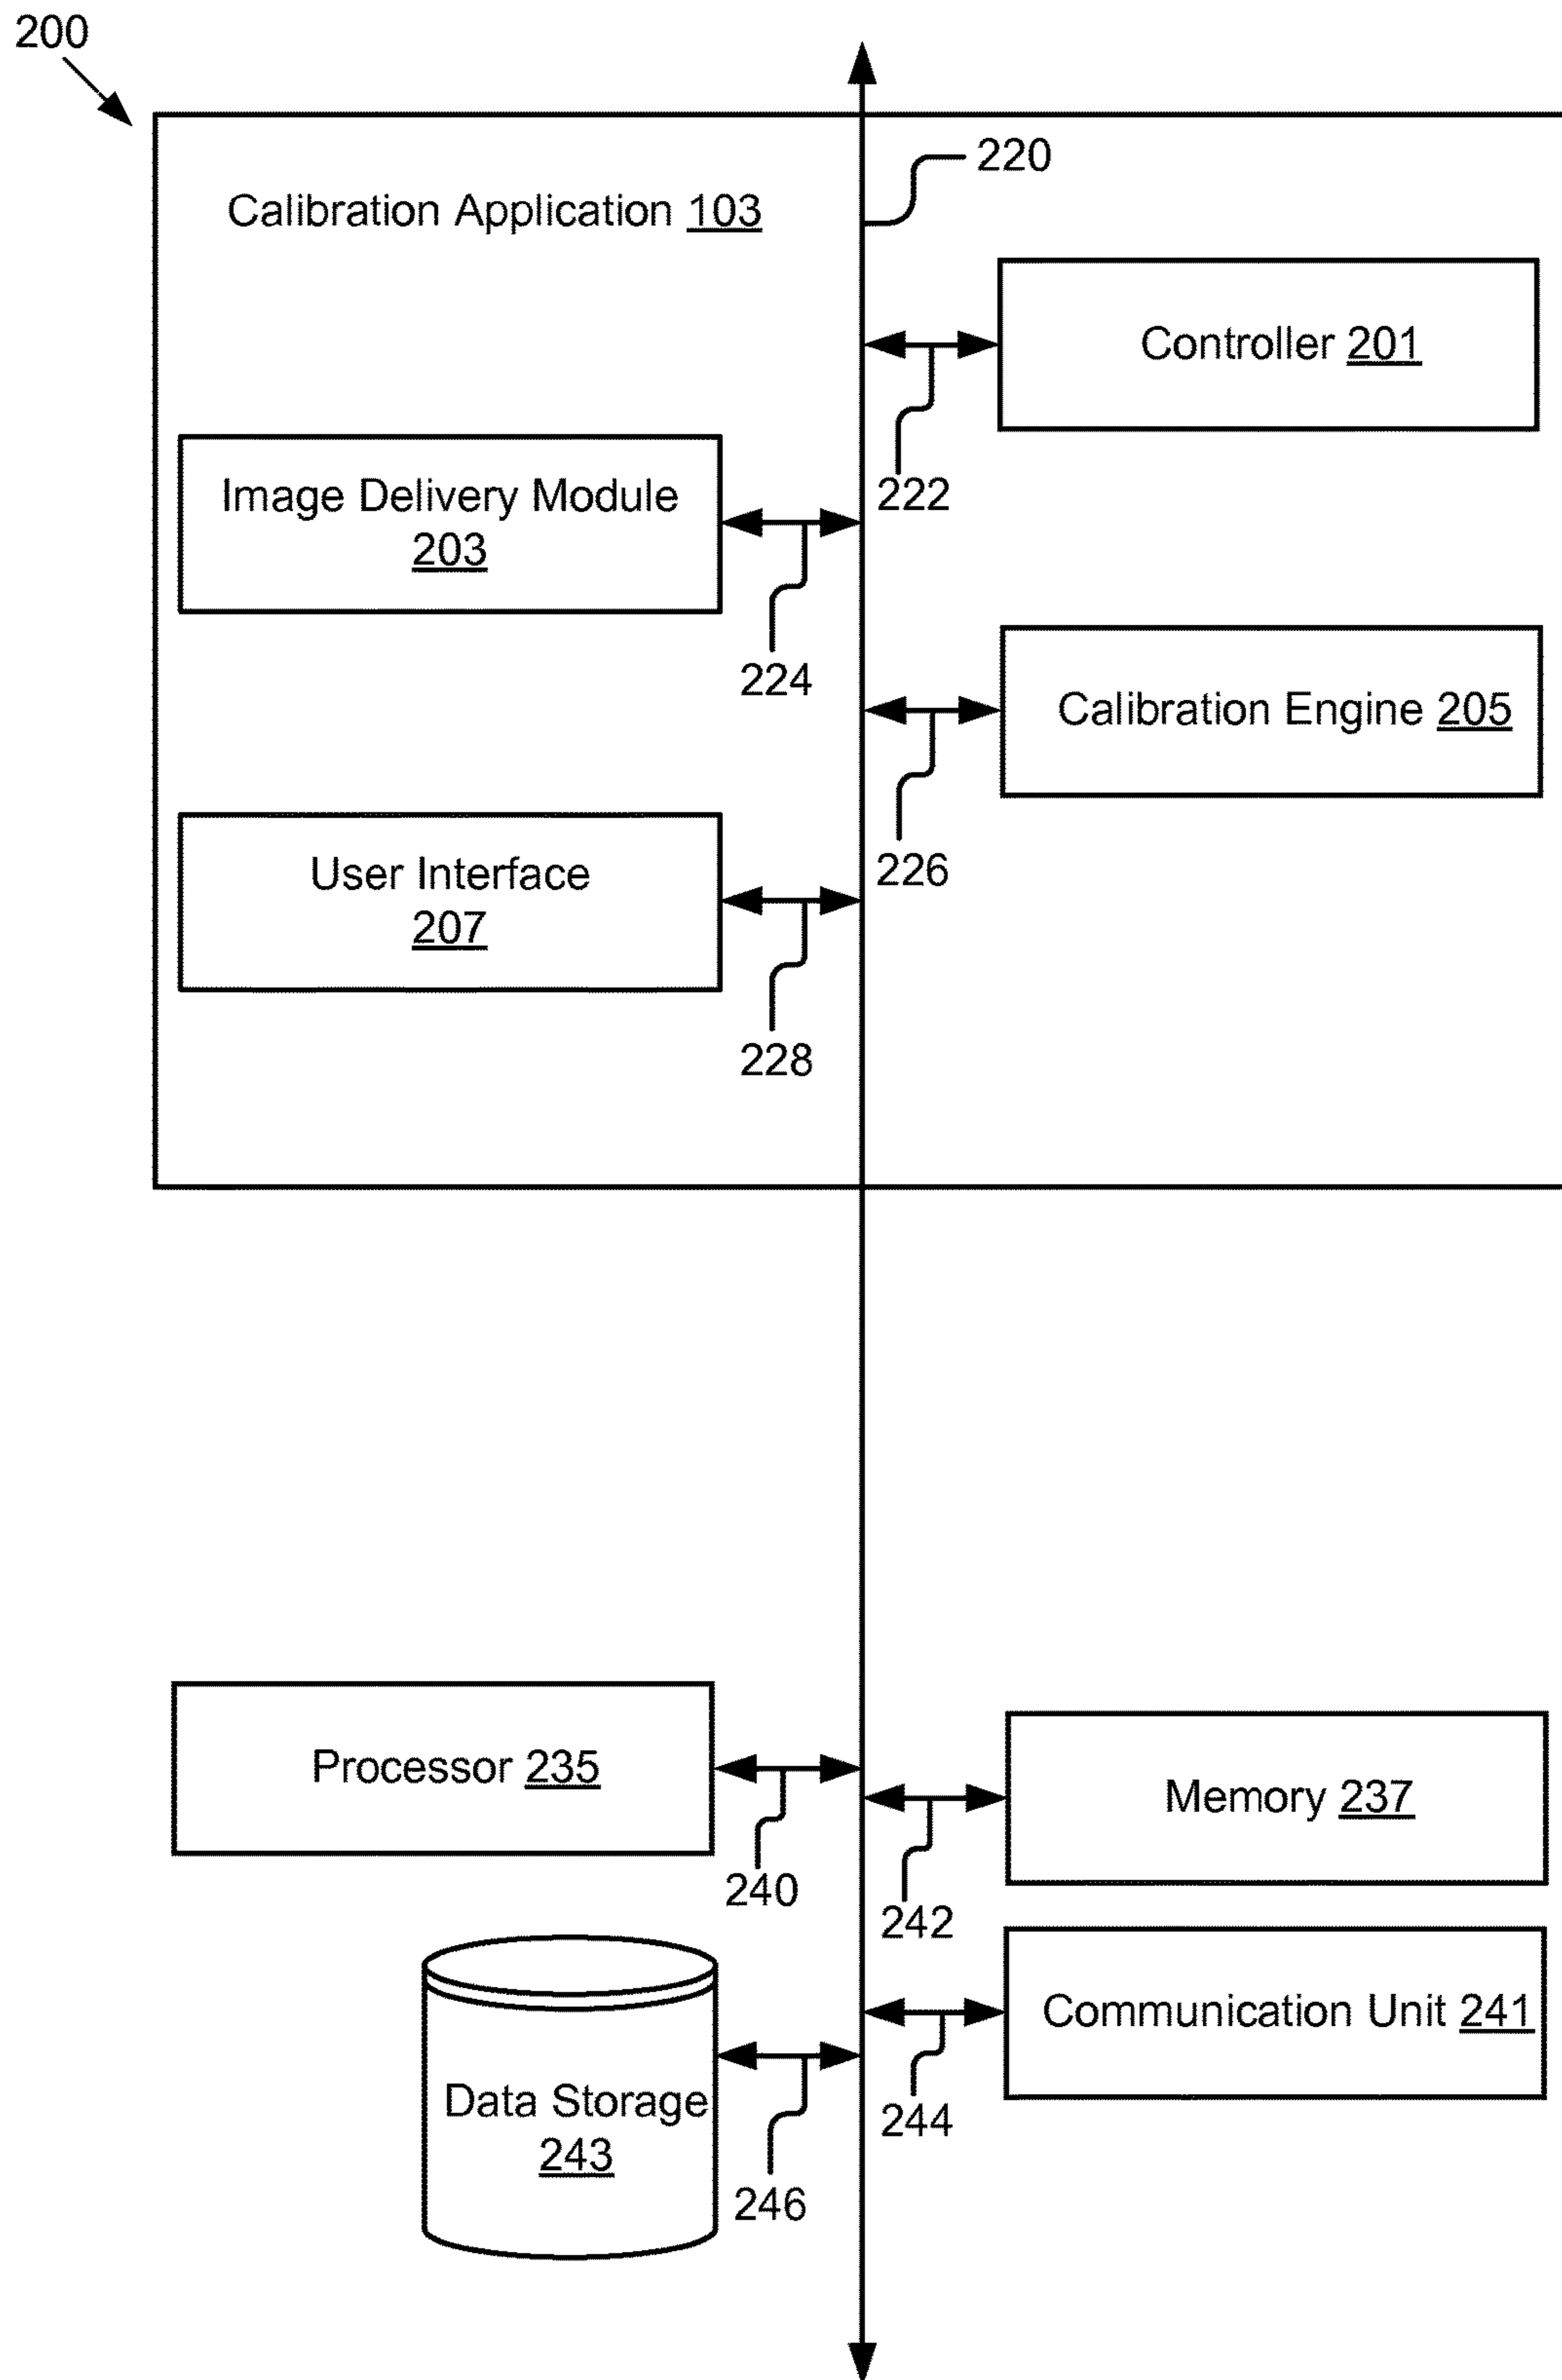 200
220
Calibration Application 103
Controller 201
222
Image Delivery Module
203
224
Calibration Engine 205
226
User Interface
207
228
Processor 235
240
Memory 237
242
Communication Unit 241
244
Data Storage
243
246